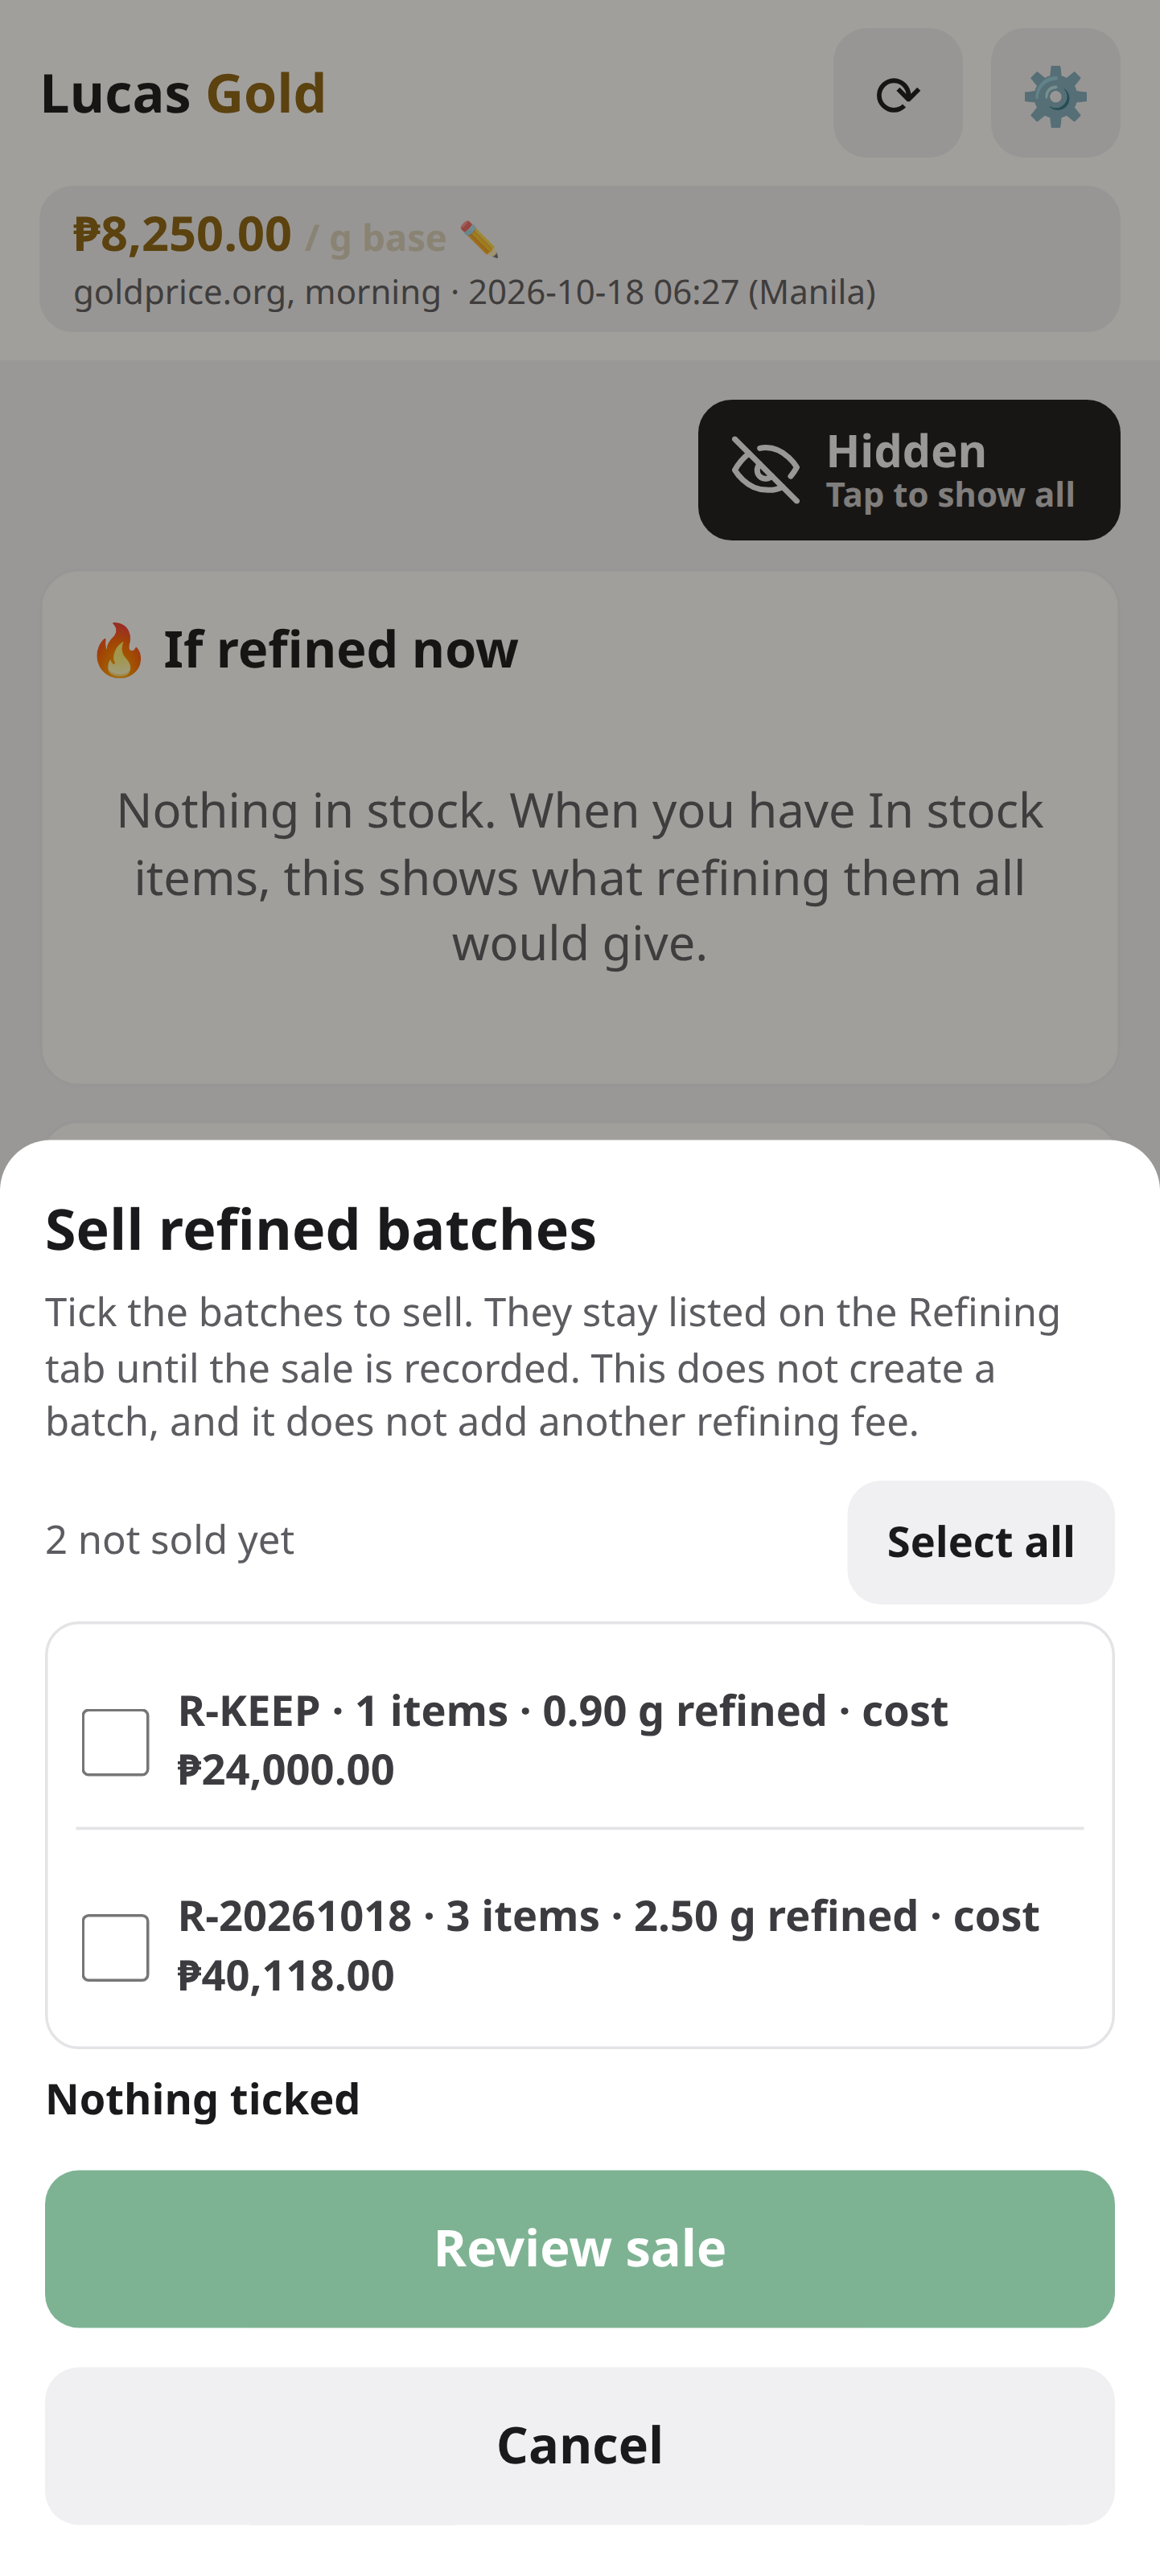 Lucas Gold
₱8,250.00 / g base
goldprice.org, morning · 2026-10-18 06:27 (Manila)
Hidden
Tap to show all
If refined now
Nothing in stock. When you have In stock
items, this shows what refining them all
would give.
Sell refined batches
Tick the batches to sell. They stay listed on the Refining
tab until the sale is recorded. This does not create a
batch, and it does not add another refining fee.
2 not sold yet
Select all
R-KEEP · 1 items · 0.90 g refined · cost
₱24,000.00
R-20261018 · 3 items · 2.50 g refined · cost
₱40,118.00
Nothing ticked
Review sale
Cancel